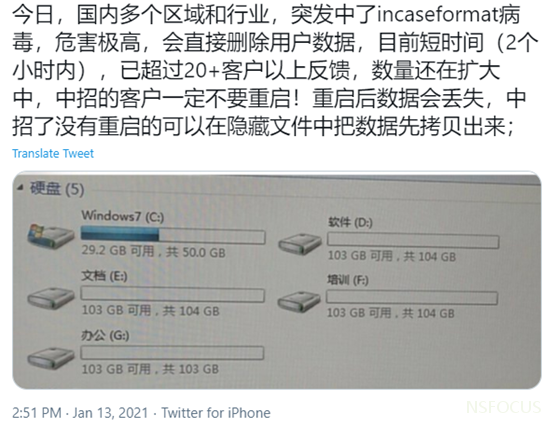 今日，国内多个区域和行业，突发中了incaseformat病
毒，危害极高，会直接删除用户数据，目前短时间（2个
小时内），已超过20+客户以上反馈，数量还在扩大
中，中招的客户一定不要重启！重启后数据会丢失，中
招了没有重启的可以在隐藏文件中把数据先拷贝出来；
Translate Tweet
硬盘 (5)
Windows7 (C:)
29.2 GB 可用，共 50.0 GB
软件 (D:)
103 GB 可用，共 104 GB
文档 (E:)
103 GB 可用，共 104 GB
培训 (F:)
103 GB 可用，共 104 GB
办公 (G:)
103 GB 可用，共 103 GB
NSFOCUS
2:51 PM · Jan 13, 2021 · Twitter for iPhone